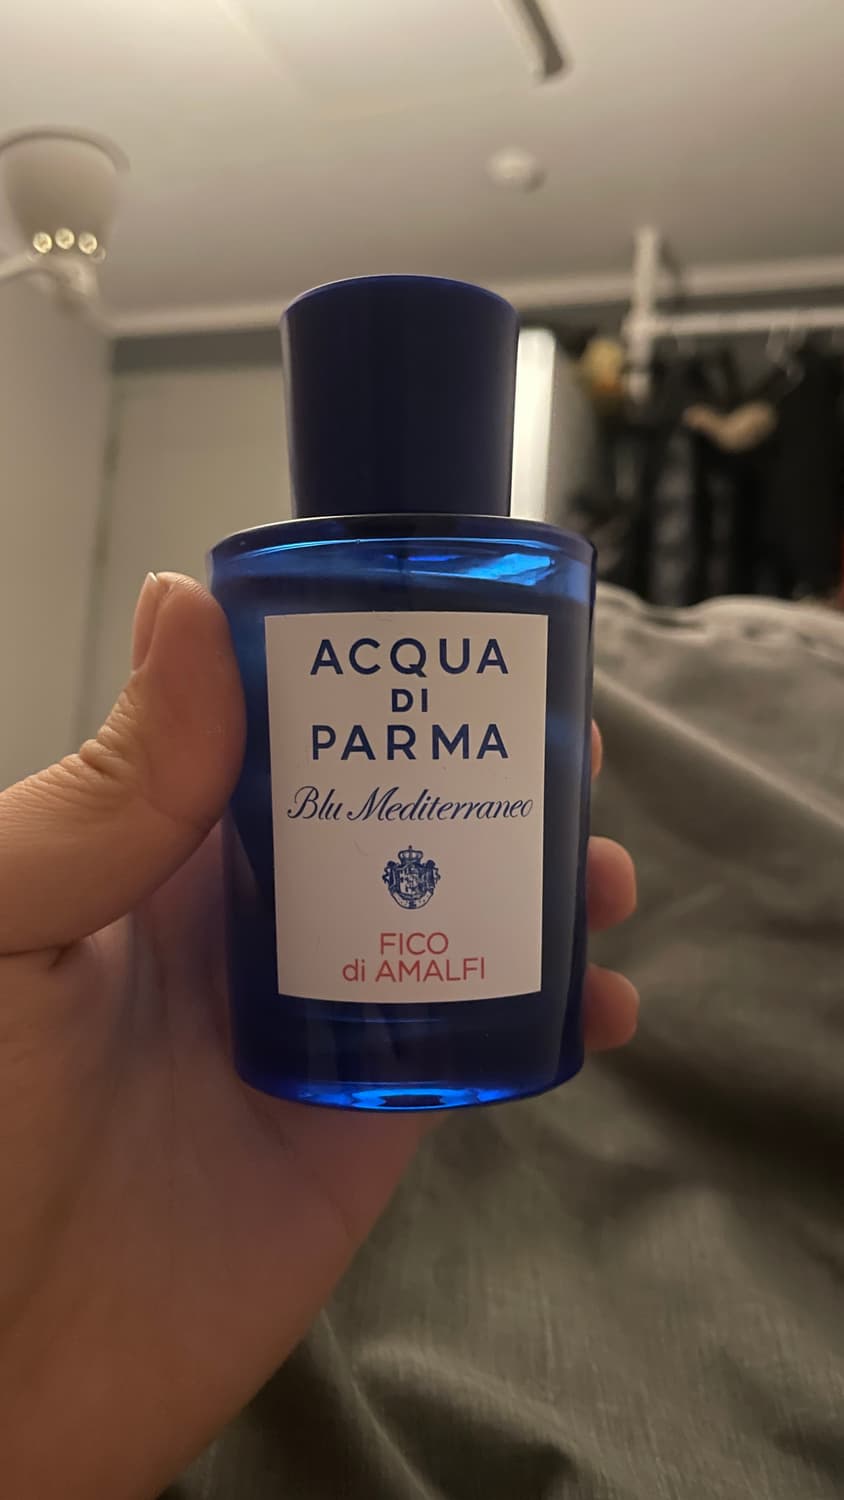 ACQUA
DI
PARMA
Blu Mediterraneo
FICO
di AMALFI